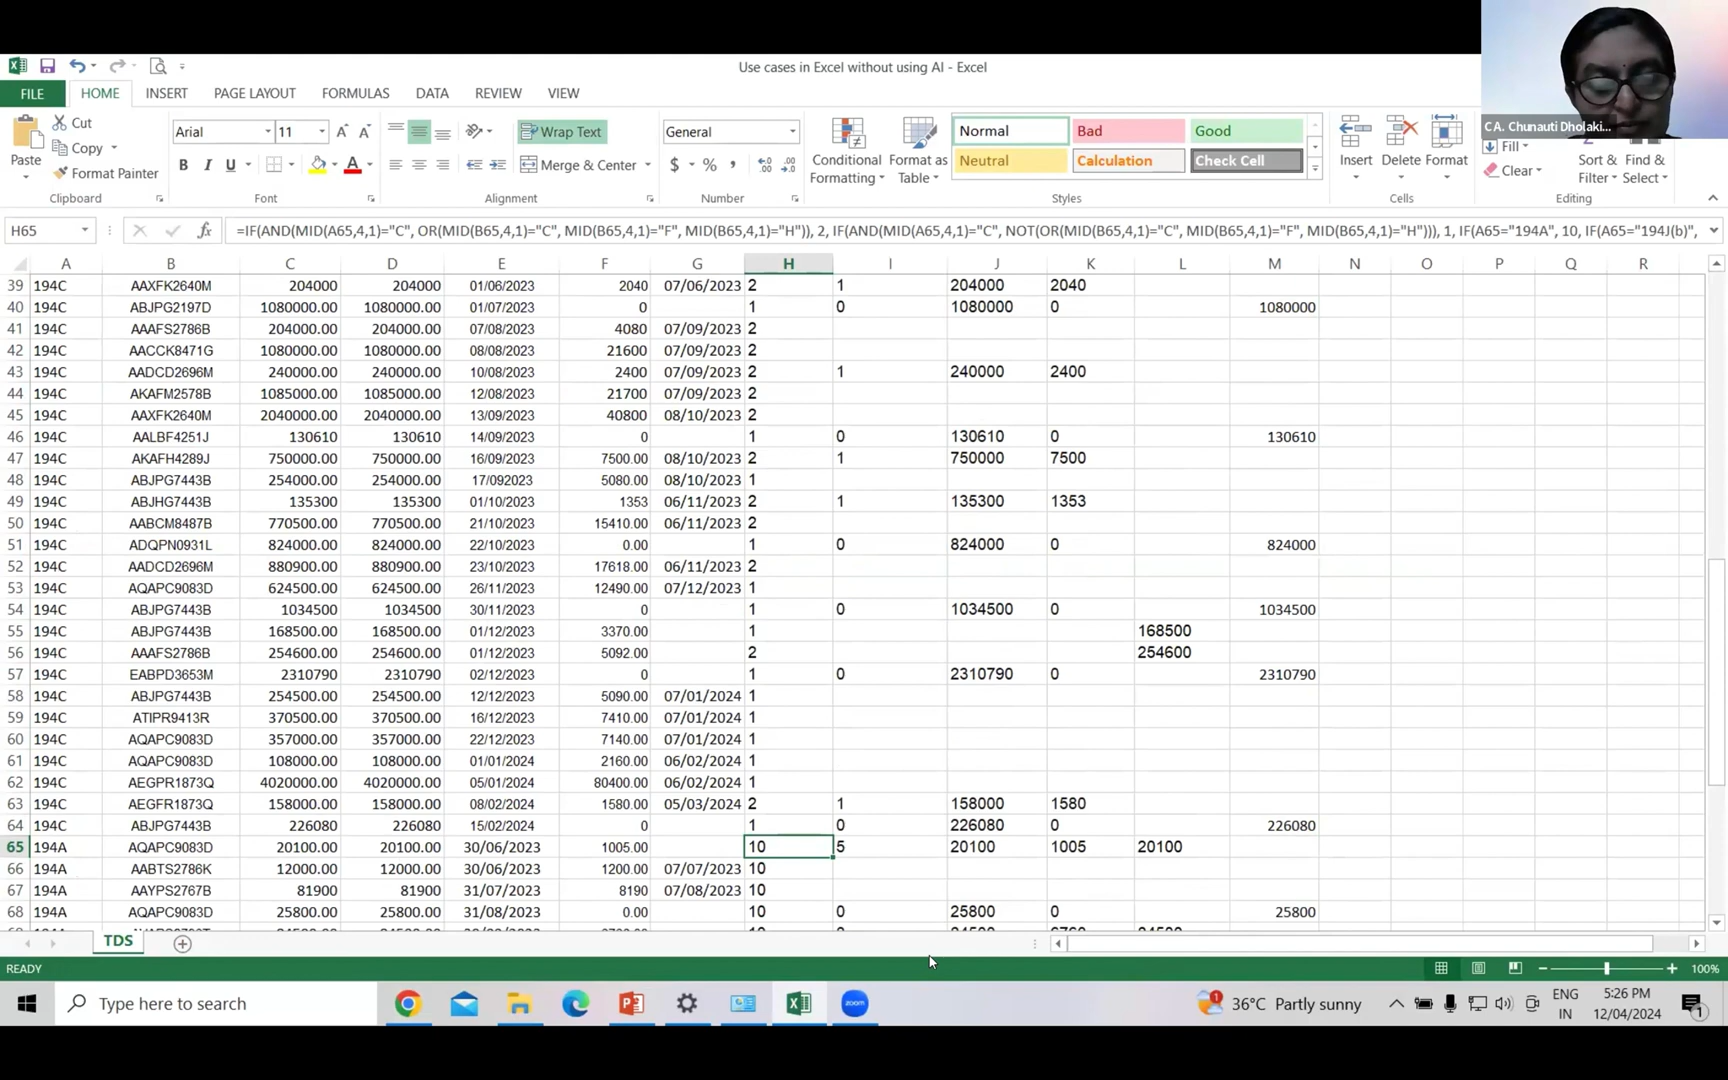 Use cases in Excel without using AI - Excel
CA. Chunauti Dholaki...
FILE HOME INSERT PAGE LAYOUT FORMULAS DATA REVIEW VIEW
Cut
Copy
Format Painter
Paste
Arial 11
B I U
Wrap Text
Merge & Center
General
$ % ,
Conditional Formatting
Format as Table
Normal Bad Good
Neutral Calculation Check Cell
Insert Delete Format
Fill
Clear
Sort & Filter
Find & Select
Clipboard Font Alignment Number Styles Cells Editing
H65 fx =IF(AND(MID(A65,4,1)="C", OR(MID(B65,4,1)="C", MID(B65,4,1)="F", MID(B65,4,1)="H")), 2, IF(AND(MID(A65,4,1)="C", NOT(OR(MID(B65,4,1)="C", MID(B65,4,1)="F", MID(B65,4,1)="H"))), 1, IF(A65="194A", 10, IF(A65="194J(b)",
A B C D E F G H I J K L M N O P Q R
39 194C AAXFK2640M 204000 204000 01/06/2023 2040 07/06/2023 2 1 204000 2040
40 194C ABJPG2197D 1080000.00 1080000.00 01/07/2023 0 1 0 1080000 0 1080000
41 194C AAAFS2786B 204000.00 204000.00 07/08/2023 4080 07/09/2023 2
42 194C AACCK8471G 1080000.00 1080000.00 08/08/2023 21600 07/09/2023 2
43 194C AADCD2696M 240000.00 240000.00 10/08/2023 2400 07/09/2023 2 1 240000 2400
44 194C AKAFM2578B 1085000.00 1085000.00 12/08/2023 21700 07/09/2023 2
45 194C AAXFK2640M 2040000.00 2040000.00 13/09/2023 40800 08/10/2023 2
46 194C AALBF4251J 130610 130610 14/09/2023 0 1 0 130610 0 130610
47 194C AKAFH4289J 750000.00 750000.00 16/09/2023 7500.00 08/10/2023 2 1 750000 7500
48 194C ABJPG7443B 254000.00 254000.00 17/092023 5080.00 08/10/2023 1
49 194C ABJHG7443B 135300 135300 01/10/2023 1353 06/11/2023 2 1 135300 1353
50 194C AABCM8487B 770500.00 770500.00 21/10/2023 15410.00 06/11/2023 2
51 194C ADQPN0931L 824000.00 824000.00 22/10/2023 0.00 1 0 824000 0 824000
52 194C AADCD2696M 880900.00 880900.00 23/10/2023 17618.00 06/11/2023 2
53 194C AQAPC9083D 624500.00 624500.00 26/11/2023 12490.00 07/12/2023 1
54 194C ABJPG7443B 1034500 1034500 30/11/2023 0 1 0 1034500 0 1034500
55 194C ABJPG7443B 168500.00 168500.00 01/12/2023 3370.00 1 168500
56 194C AAAFS2786B 254600.00 254600.00 01/12/2023 5092.00 2 254600
57 194C EABPD3653M 2310790 2310790 02/12/2023 0 1 0 2310790 0 2310790
58 194C ABJPG7443B 254500.00 254500.00 12/12/2023 5090.00 07/01/2024 1
59 194C ATIPR9413R 370500.00 370500.00 16/12/2023 7410.00 07/01/2024 1
60 194C AQAPC9083D 357000.00 357000.00 22/12/2023 7140.00 07/01/2024 1
61 194C AQAPC9083D 108000.00 108000.00 01/01/2024 2160.00 06/02/2024 1
62 194C AEGPR1873Q 4020000.00 4020000.00 05/01/2024 80400.00 06/02/2024 1
63 194C AEGFR1873Q 158000.00 158000.00 08/02/2024 1580.00 05/03/2024 2 1 158000 1580
64 194C ABJPG7443B 226080 226080 15/02/2024 0 1 0 226080 0 226080
65 194A AQAPC9083D 20100.00 20100.00 30/06/2023 1005.00 10 5 20100 1005 20100
66 194A AABTS2786K 12000.00 12000.00 30/06/2023 1200.00 07/07/2023 10
67 194A AAYPS2767B 81900 81900 31/07/2023 8190 07/08/2023 10
68 194A AQAPC9083D 25800.00 25800.00 31/08/2023 0.00 10 0 25800 0 25800
TDS
READY 100%
Type here to search
zoom
1 36°C Partly sunny
ENG IN
5:26 PM
12/04/2024
1